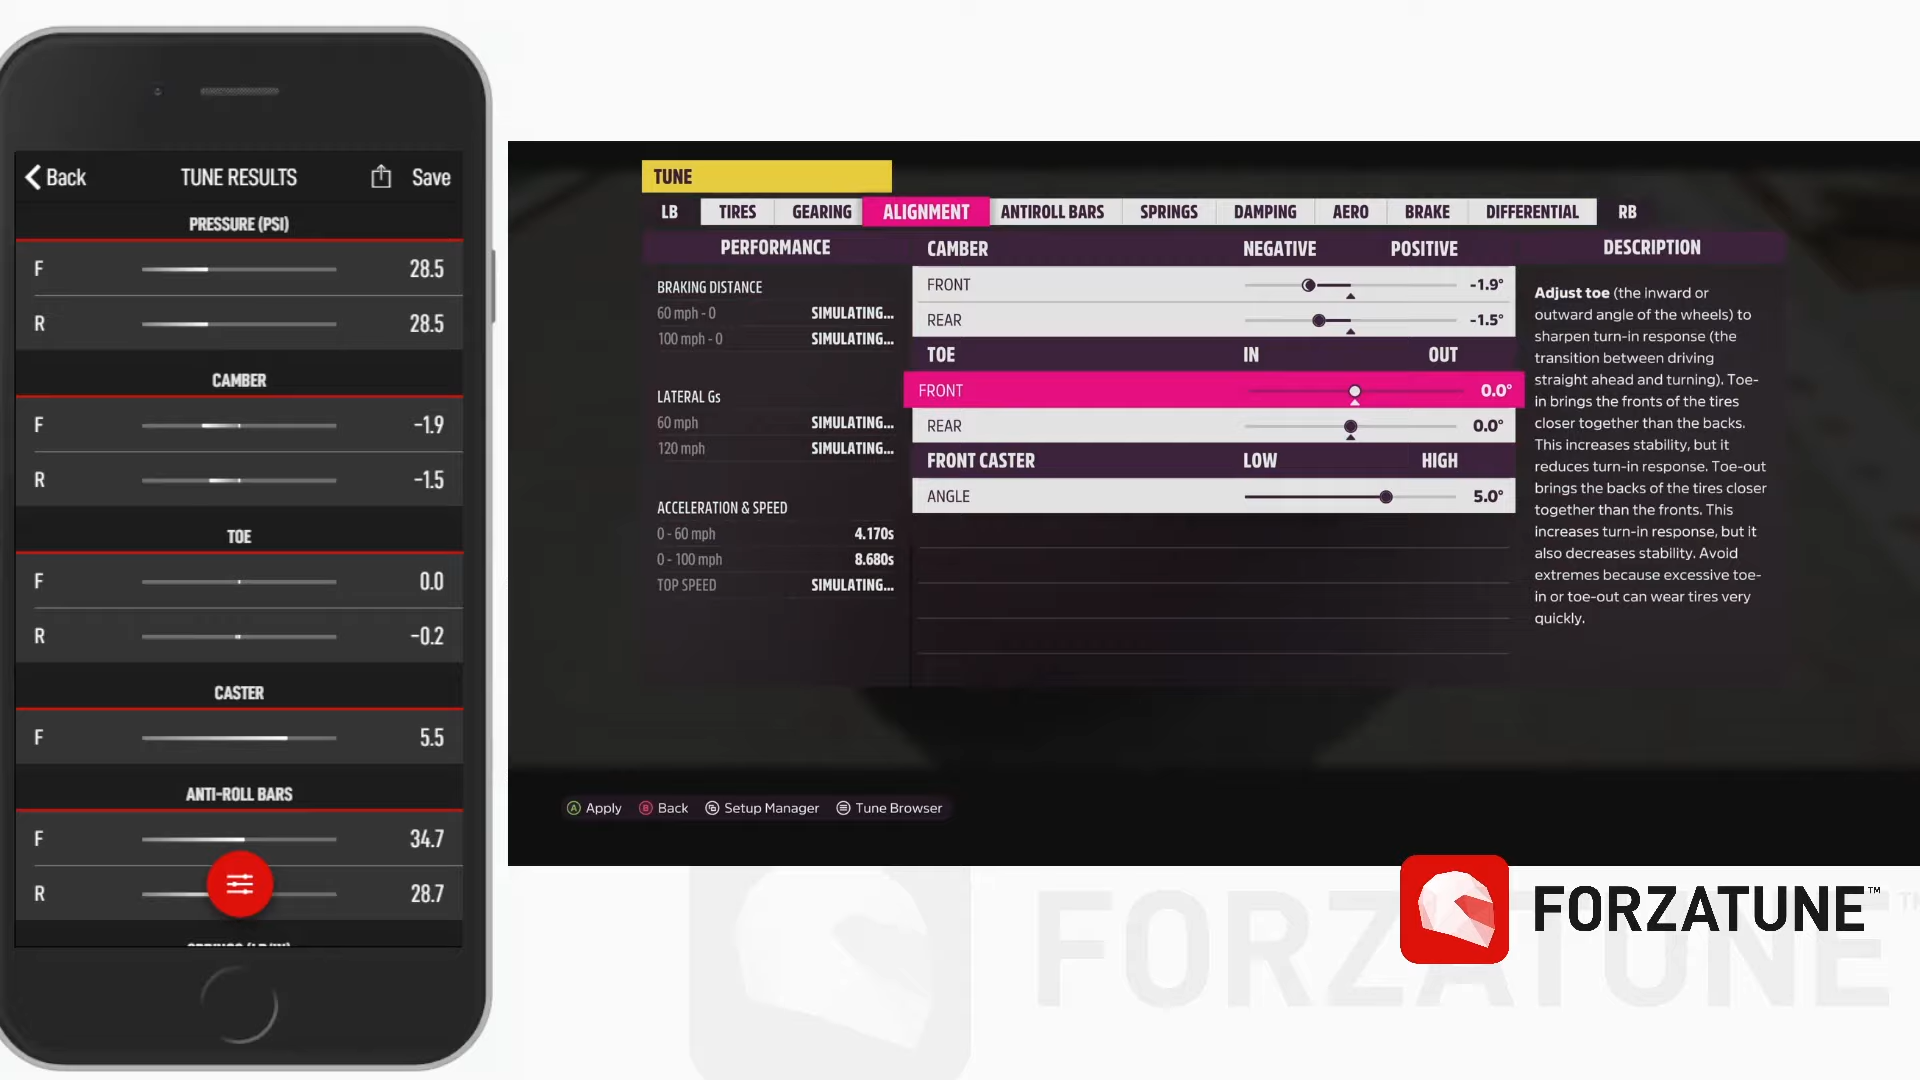 Back
TUNE RESULTS
Save
PRESSURE (PSI)
F 28.5
R 28.5
CAMBER
F -1.9
R -1.5
TOE
F 0.0
R -0.2
CASTER
F 5.5
ANTI-ROLL BARS
F 34.7
R 28.7
TUNE
LB TIRES GEARING ALIGNMENT ANTIROLL BARS SPRINGS DAMPING AERO BRAKE DIFFERENTIAL RB
PERFORMANCE
BRAKING DISTANCE
60 mph - 0 SIMULATING...
100 mph - 0 SIMULATING...
LATERAL Gs
60 mph SIMULATING...
120 mph SIMULATING...
ACCELERATION & SPEED
0 - 60 mph 4.170s
0 - 100 mph 8.680s
TOP SPEED SIMULATING...
CAMBER NEGATIVE POSITIVE
FRONT -1.9°
REAR -1.5°
TOE IN OUT
FRONT 0.0°
REAR 0.0°
FRONT CASTER LOW HIGH
ANGLE 5.0°
DESCRIPTION
Adjust toe (the inward or
outward angle of the wheels) to
sharpen turn-in response (the
transition between driving
straight ahead and turning). Toe-
in brings the fronts of the tires
closer together than the backs.
This increases stability, but it
reduces turn-in response. Toe-out
brings the backs of the tires closer
together than the fronts. This
increases turn-in response, but it
also decreases stability. Avoid
extremes because excessive toe-
in or toe-out can wear tires very
quickly.
A Apply B Back Setup Manager Tune Browser
FORZATUNE™
FORZATUNE